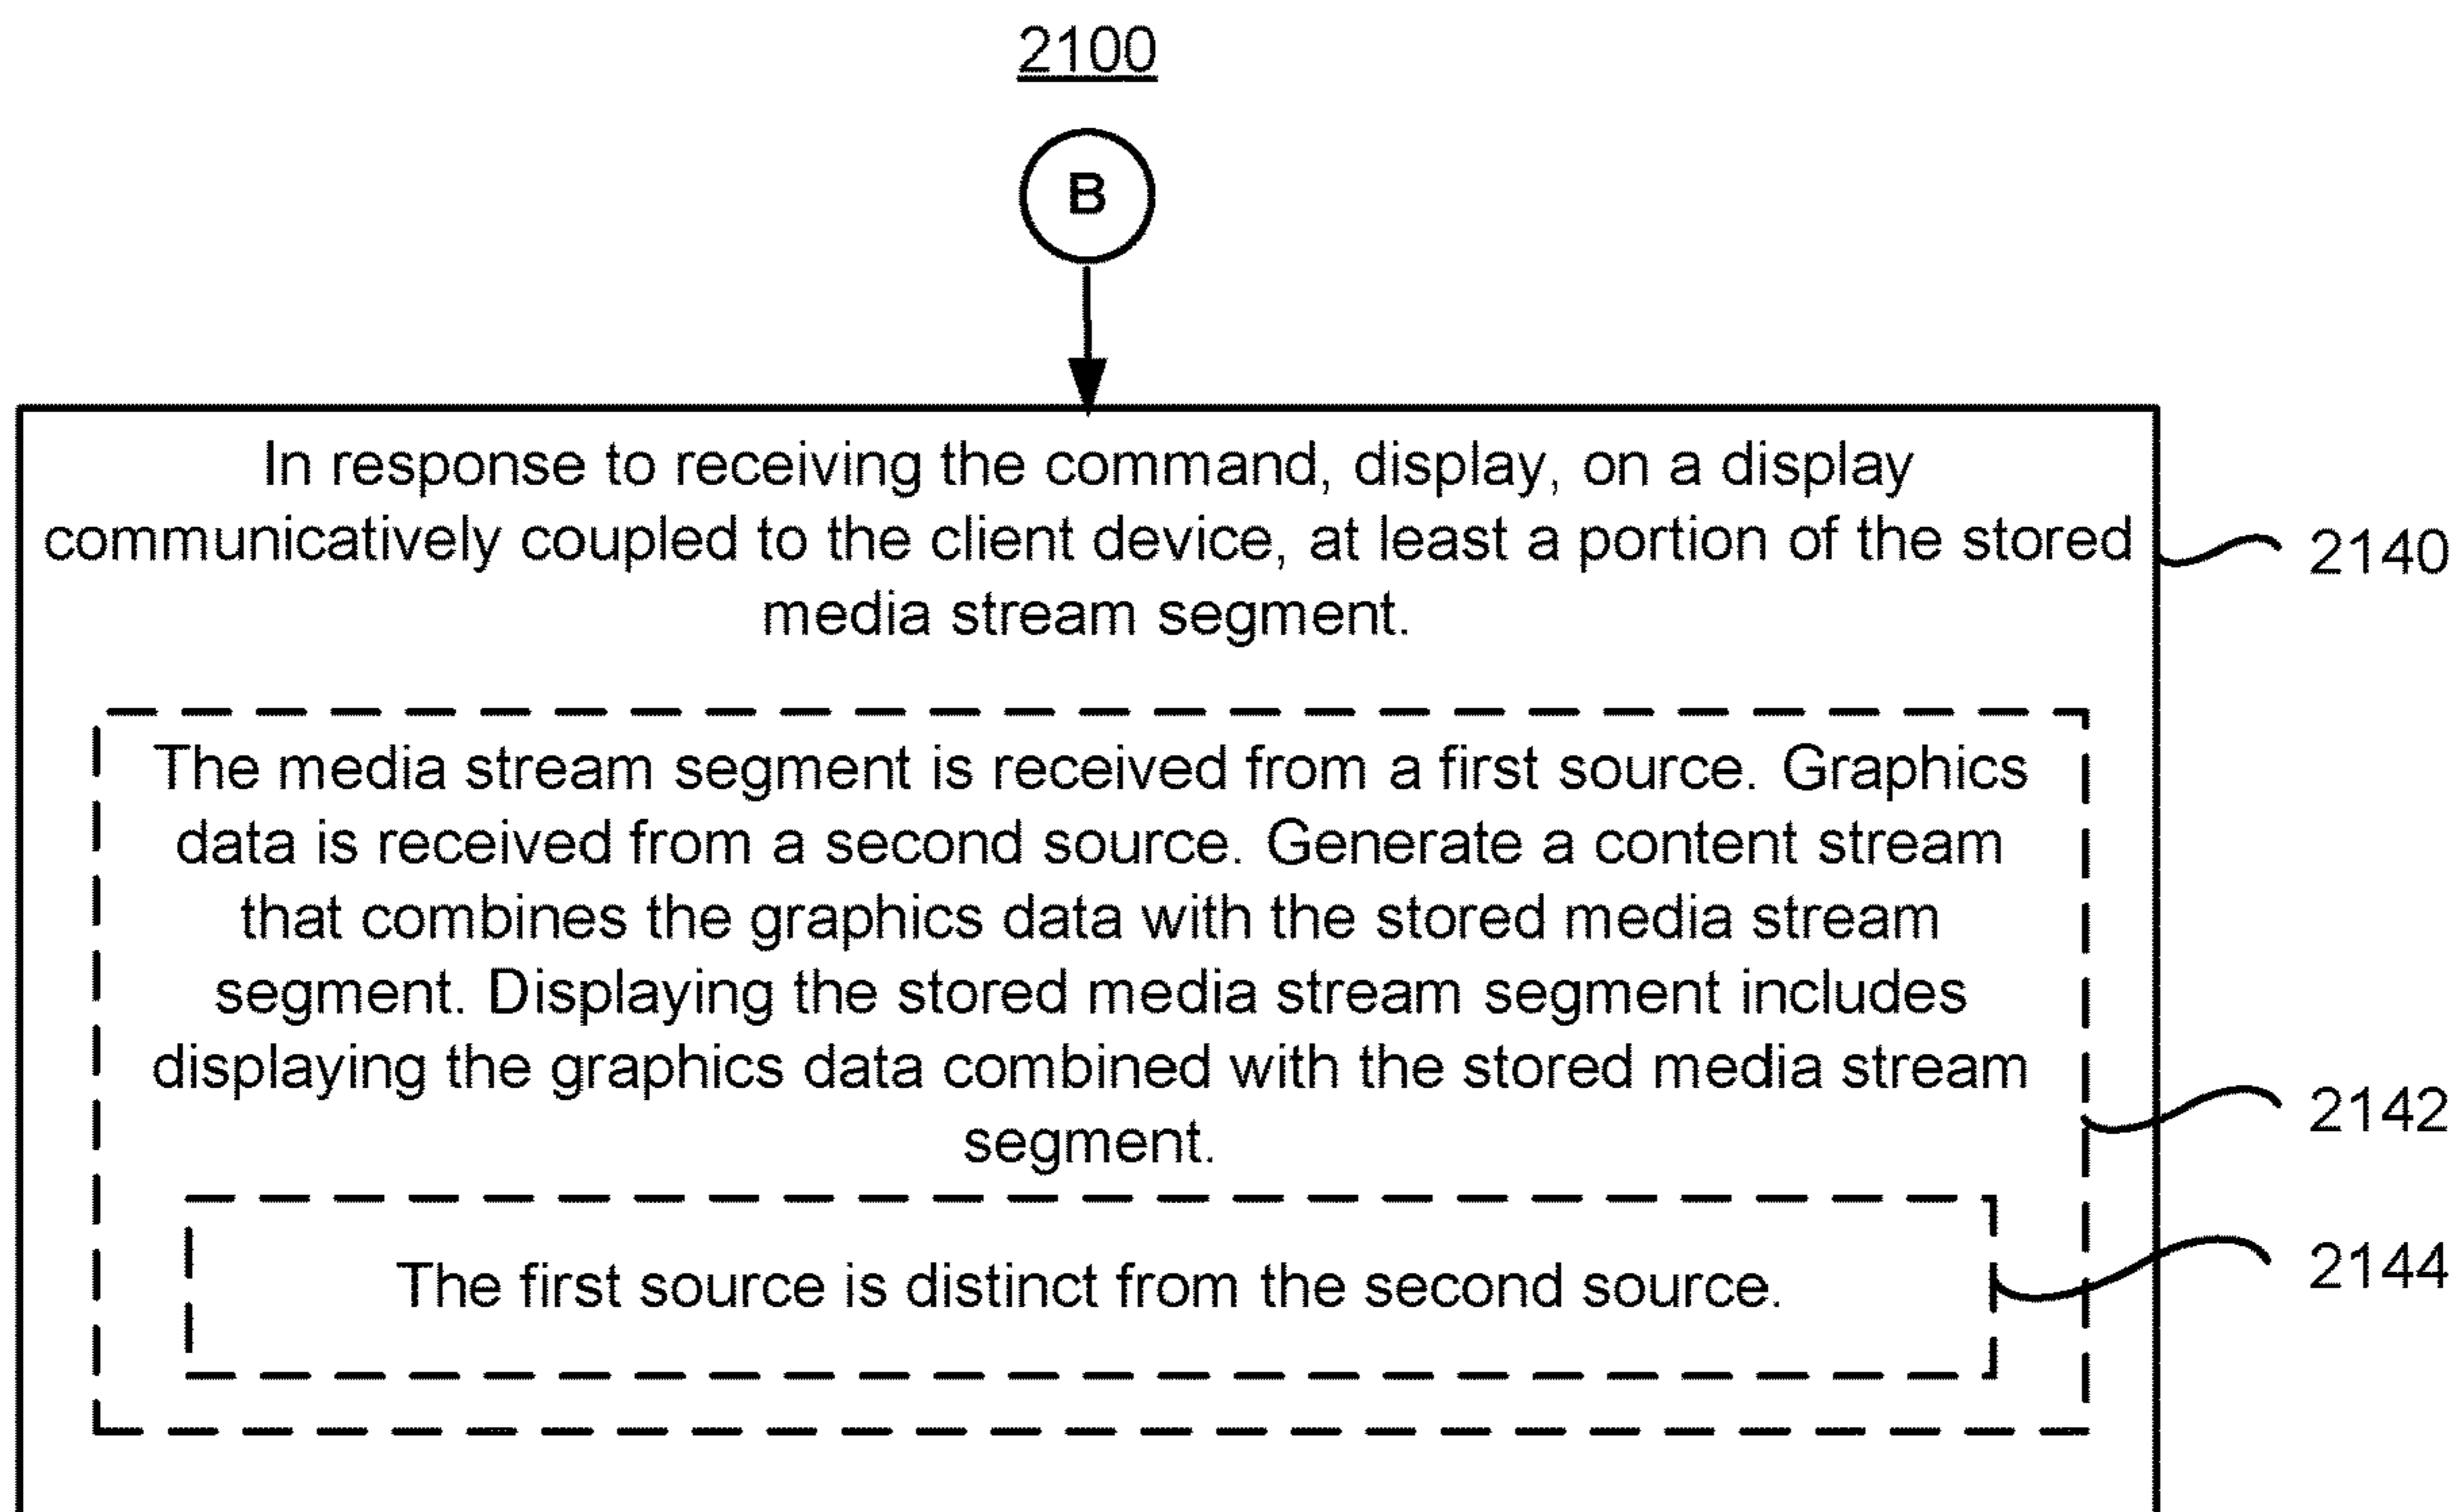 2100
B
In response to receiving the command, display, on a display
communicatively coupled to the client device, at least a portion of the stored
media stream segment.
2140
The media stream segment is received from a first source. Graphics
data is received from a second source. Generate a content stream
that combines the graphics data with the stored media stream
segment. Displaying the stored media stream segment includes
displaying the graphics data combined with the stored media stream
segment.
2142
The first source is distinct from the second source.
2144